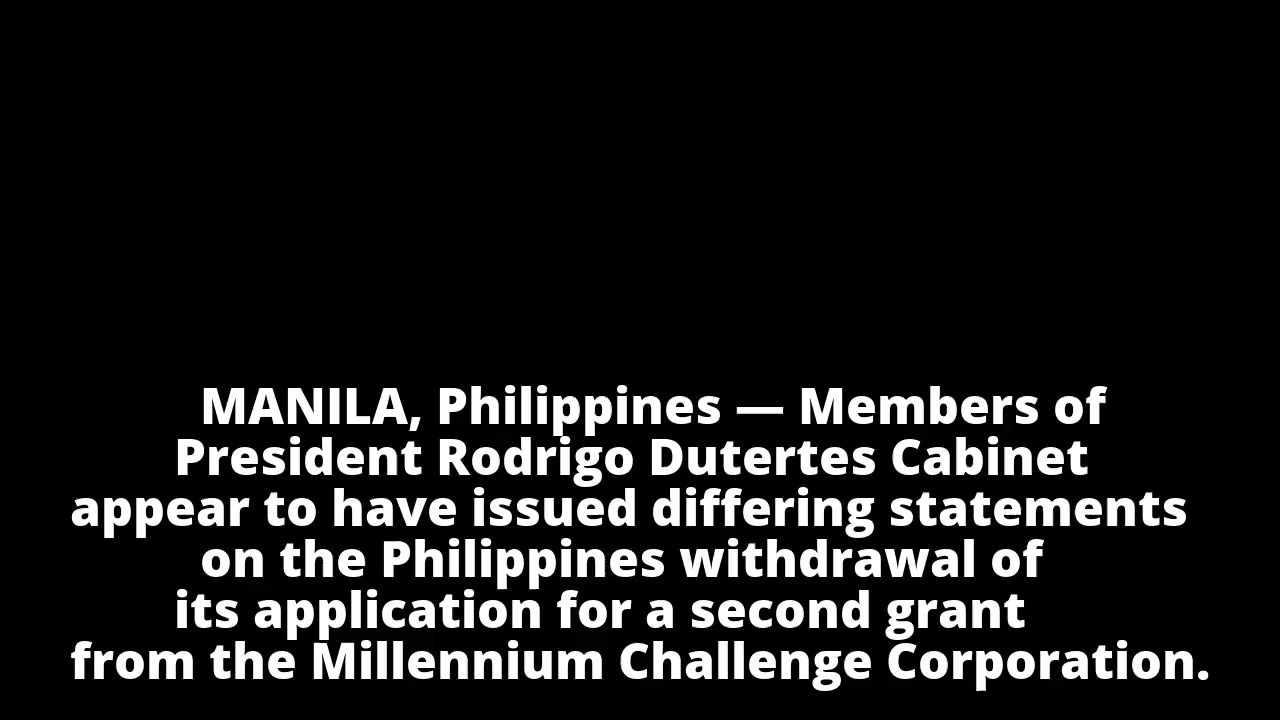 MANILA, Philippines — Members of
President Rodrigo Dutertes Cabinet
appear to have issued differing statements
on the Philippines withdrawal of
its application for a second grant
from the Millennium Challenge Corporation.